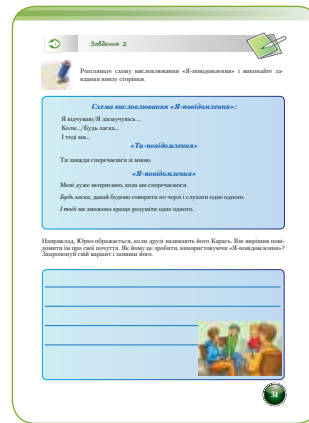 Завдання 2
Розгляньте схему висловлювання «Я-повідомлення» і виконайте за-
вдання внизу сторінки.
Схема висловлювання «Я-повідомлення»:
Я відчуваю/Я засмучуюсь...
Коли.../Будь ласка...
І тоді ми...
«Ти-повідомлення»
Ти завжди сперечаєшся зі мною.
«Я-повідомлення»
Мені дуже неприємно, коли ми сперечаємося.
Будь ласка, давай будемо говорити по черзі і слухати одне одного.
І тоді ми зможемо краще розуміти одне одного.
Наприклад, Юрко ображається, коли друзі називають його Карась. Він вирішив пові-
домити їм про свої почуття. Як йому це зробити, використовуючи «Я-повідомлення»?
Запропонуй свій варіант і запиши його.
31